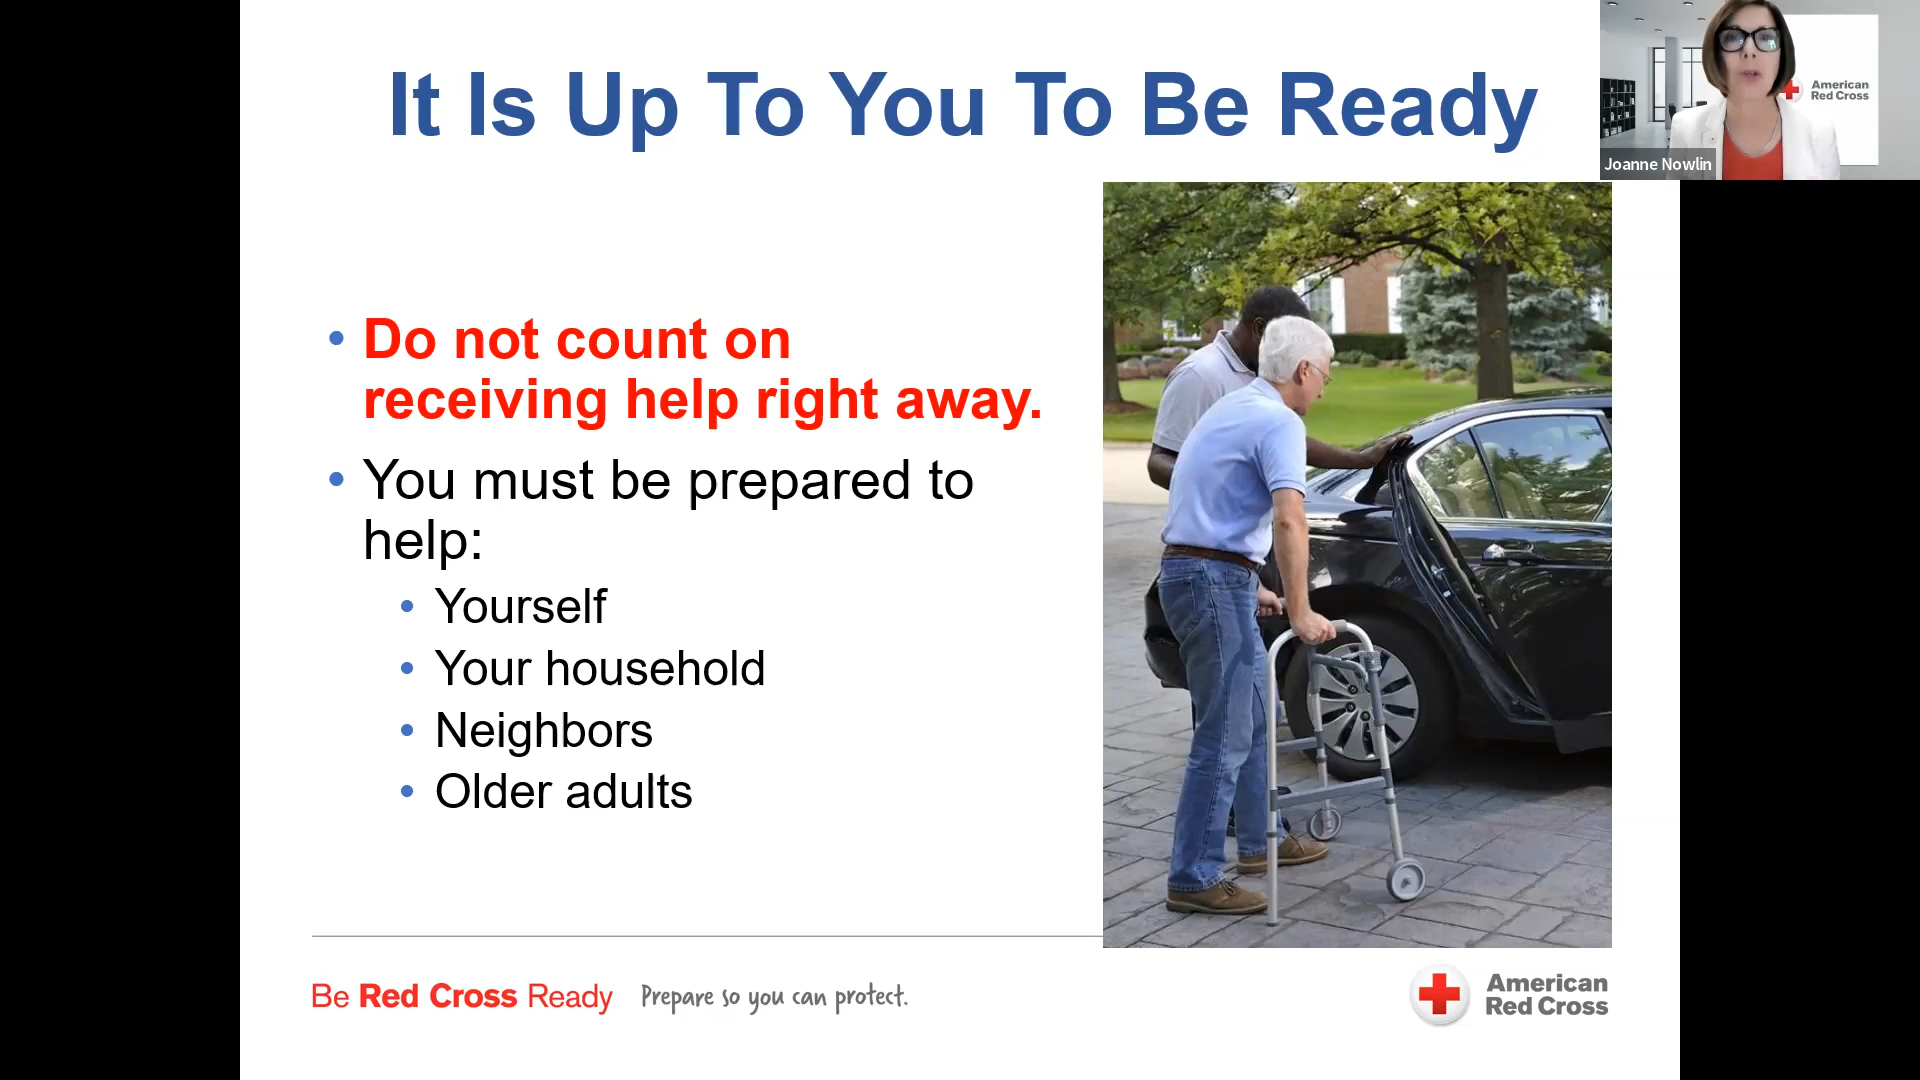 It Is Up To You To Be Ready
American
Red Cross
Joanne Nowlin
• Do not count on
receiving help right away.
• You must be prepared to
help:
• Yourself
• Your household
• Neighbors
• Older adults
Be Red Cross Ready Prepare so you can protect.
American
Red Cross